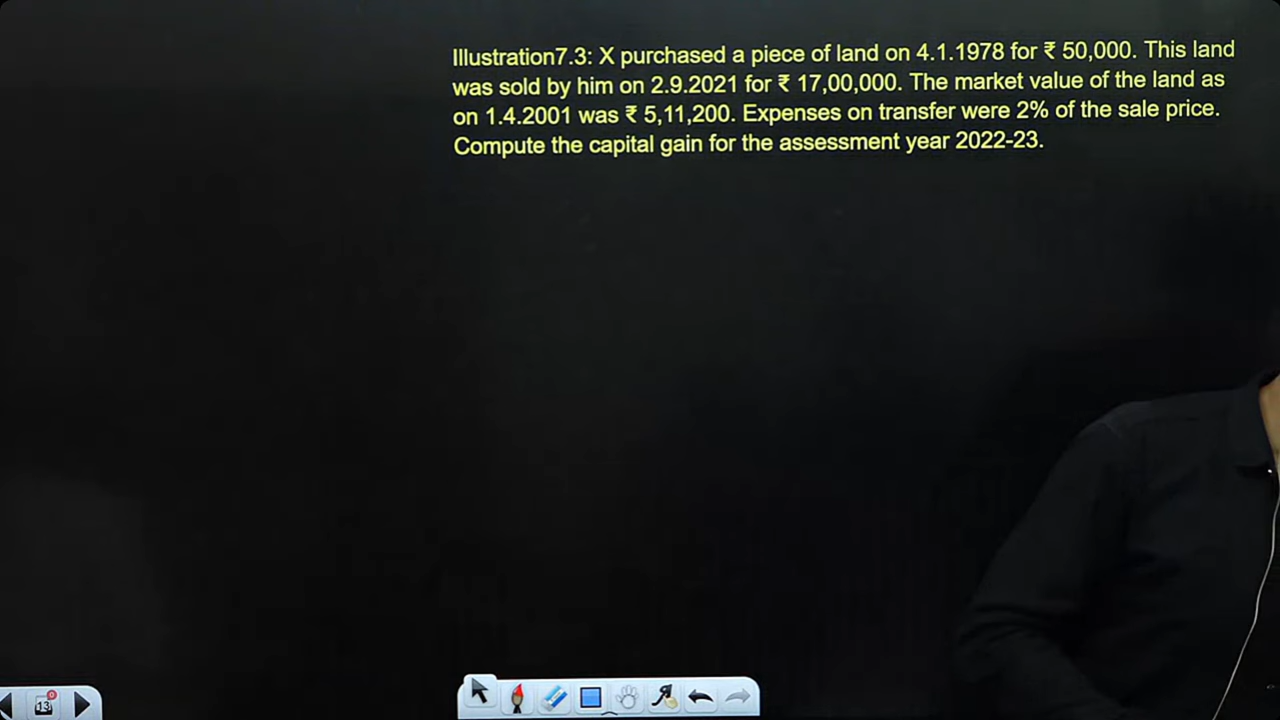 Illustration7.3: X purchased a piece of land on 4.1.1978 for ₹ 50,000. This land
was sold by him on 2.9.2021 for ₹ 17,00,000. The market value of the land as
on 1.4.2001 was ₹ 5,11,200. Expenses on transfer were 2% of the sale price.
Compute the capital gain for the assessment year 2022-23.
0
13